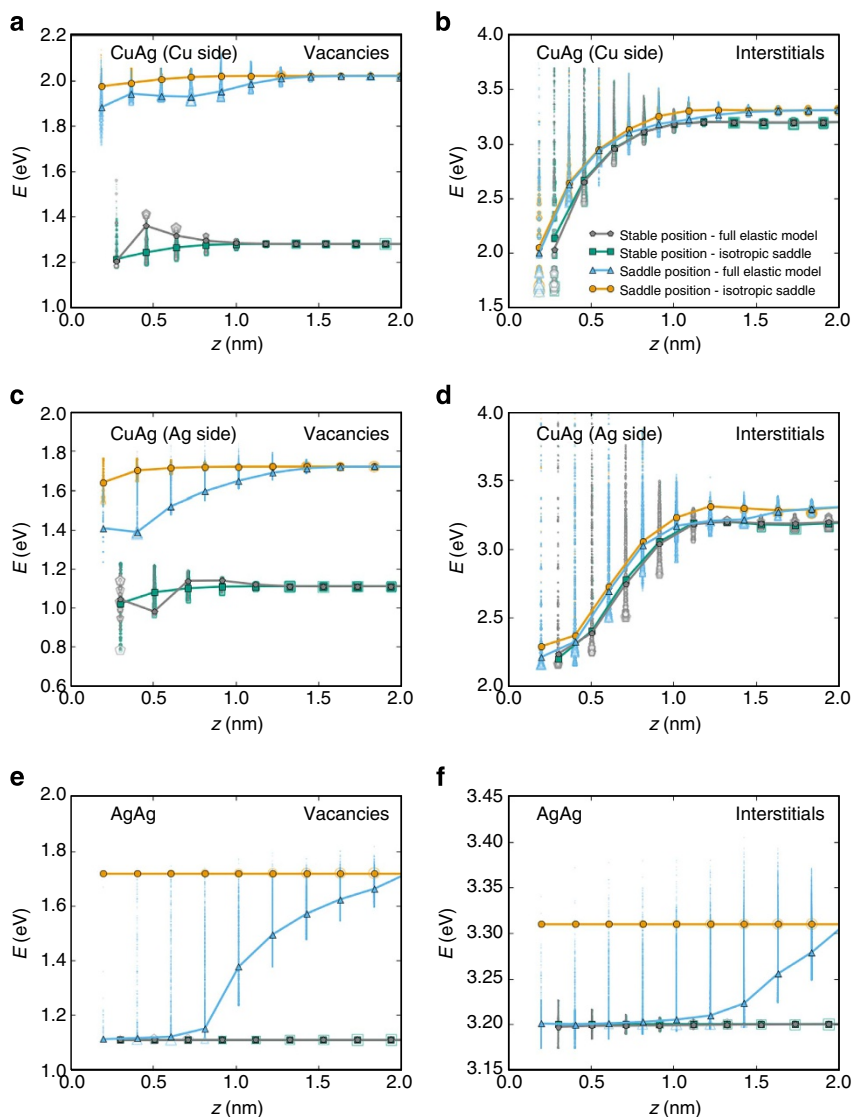 a
CuAg (Cu side) Vacancies
2.2
2.0
1.8
1.6
1.4
1.2
1.0
E (eV)
0.0 0.5 1.0 1.5 2.0
z (nm)
b
CuAg (Cu side) Interstitials
4.0
3.5
3.0
2.5
2.0
1.5
E (eV)
Stable position - full elastic model
Stable position - isotropic saddle
Saddle position - full elastic model
Saddle position - isotropic saddle
0.0 0.5 1.0 1.5 2.0
z (nm)
c
CuAg (Ag side) Vacancies
2.0
1.8
1.6
1.4
1.2
1.0
0.8
0.6
E (eV)
0.0 0.5 1.0 1.5 2.0
z (nm)
d
CuAg (Ag side) Interstitials
4.0
3.5
3.0
2.5
2.0
E (eV)
0.0 0.5 1.0 1.5 2.0
z (nm)
e
AgAg Vacancies
2.0
1.8
1.6
1.4
1.2
1.0
E (eV)
0.0 0.5 1.0 1.5 2.0
z (nm)
f
AgAg Interstitials
3.45
3.40
3.35
3.30
3.25
3.20
3.15
E (eV)
0.0 0.5 1.0 1.5 2.0
z (nm)